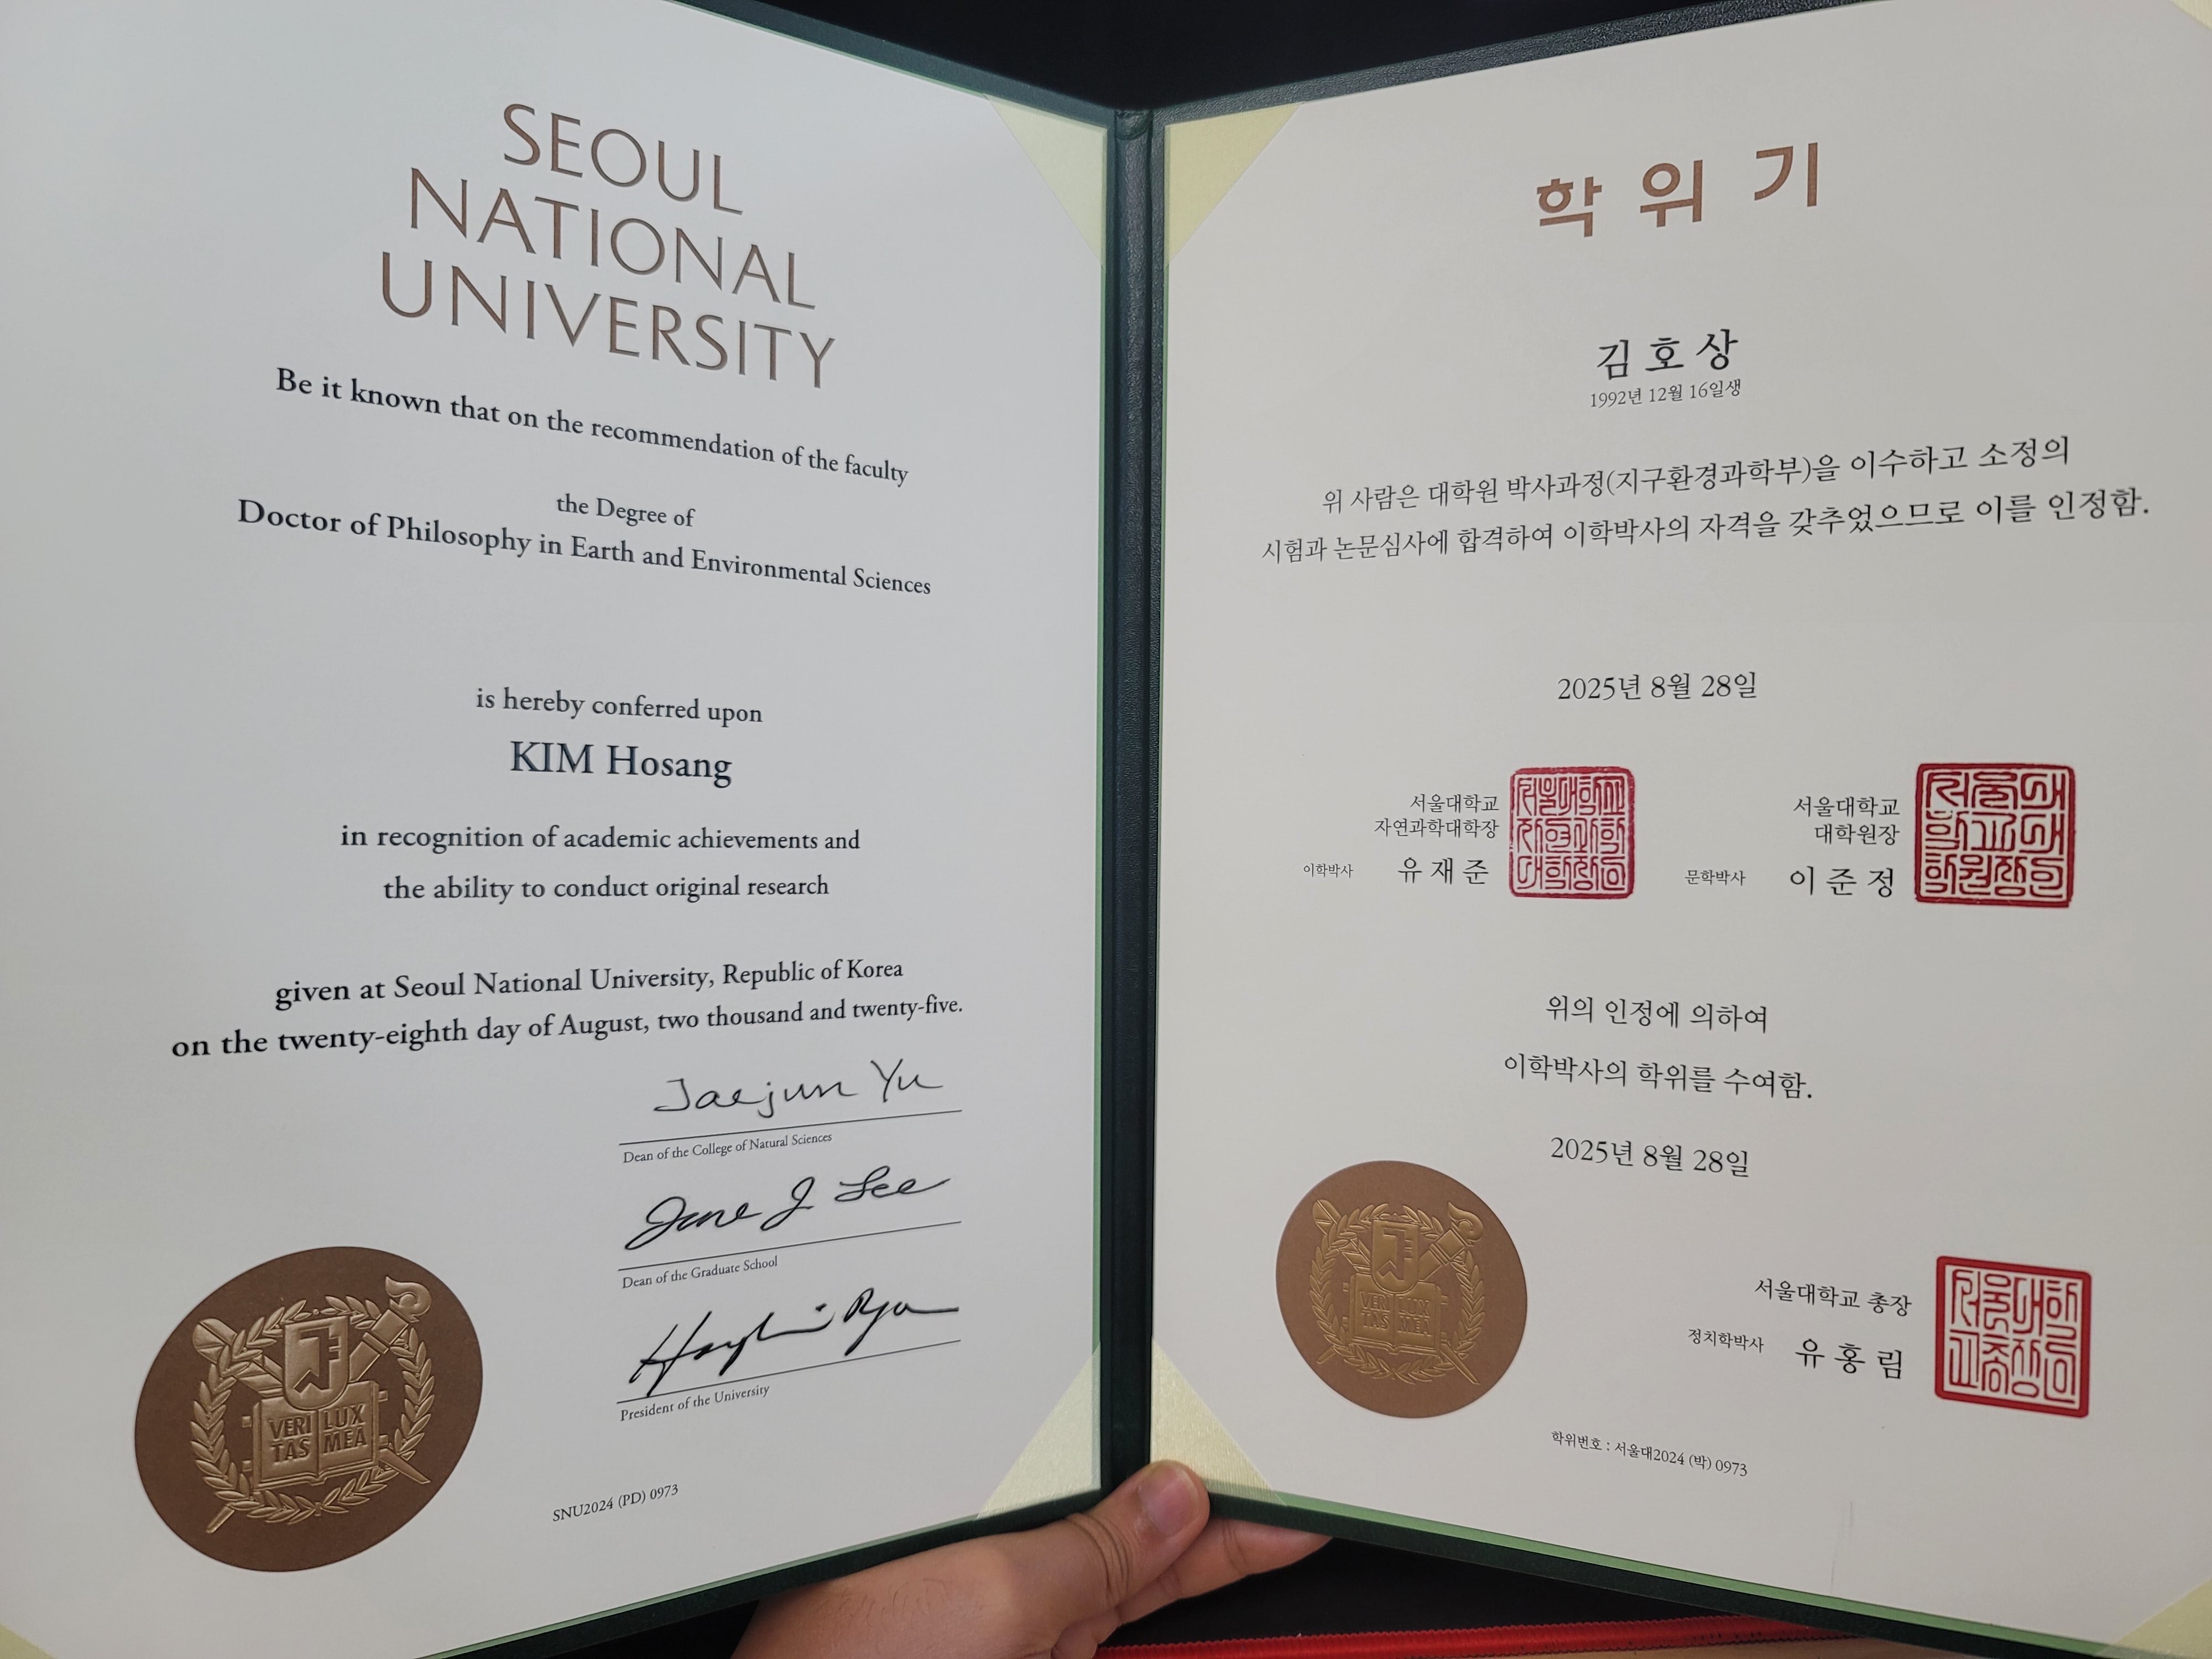 SEOUL
NATIONAL
UNIVERSITY
Be it known that on the recommendation of the faculty
the Degree of
Doctor of Philosophy in Earth and Environmental Sciences
is hereby conferred upon
KIM Hosang
in recognition of academic achievements and
the ability to conduct original research
given at Seoul National University, Republic of Korea
on the twenty-eighth day of August, two thousand and twenty-five.
Jaejun Yu
Dean of the College of Natural Sciences
June J Lee
Dean of the Graduate School
President of the University
VERI LUX
TAS MEA
SNU2024 (PD) 0973
학위기
김호상
1992년 12월 16일생
위 사람은 대학원 박사과정(지구환경과학부)을 이수하고 소정의
시험과 논문심사에 합격하여 이학박사의 자격을 갖추었으므로 이를 인정함.
2025년 8월 28일
서울대학교
자연과학대학장
이학박사 유재준
서울대학교
대학원장
문학박사 이준정
위의 인정에 의하여
이학박사의 학위를 수여함.
2025년 8월 28일
VERI LUX
TAS MEA
서울대학교 총장
정치학박사 유홍림
학위번호 : 서울대2024 (박) 0973